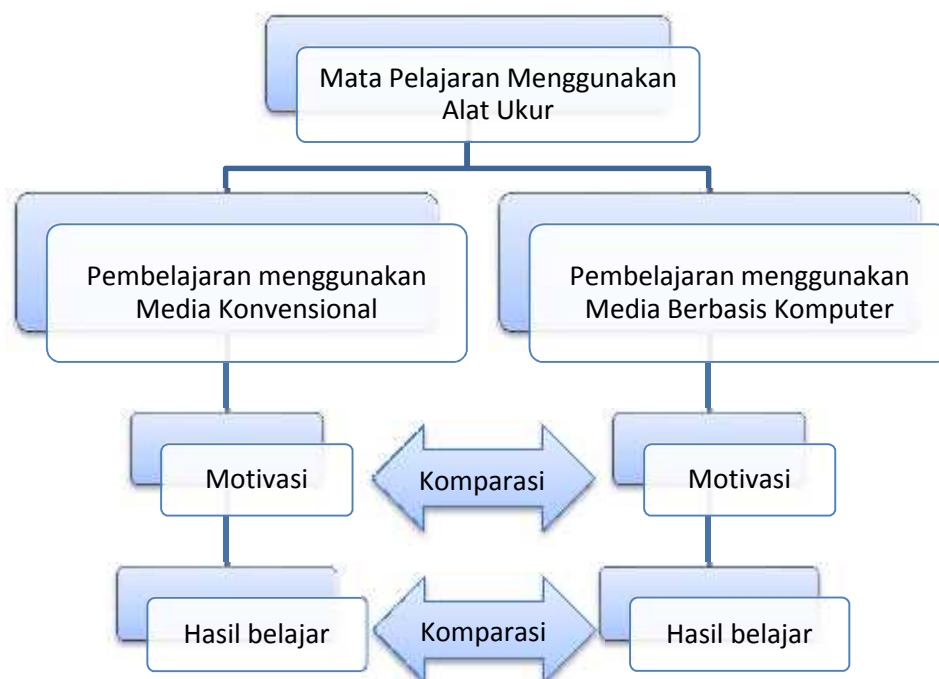 Mata Pelajaran Menggunakan
Alat Ukur
Pembelajaran menggunakan
Media Konvensional
Pembelajaran menggunakan
Media Berbasis Komputer
Motivasi
Komparasi
Motivasi
Hasil belajar
Komparasi
Hasil belajar